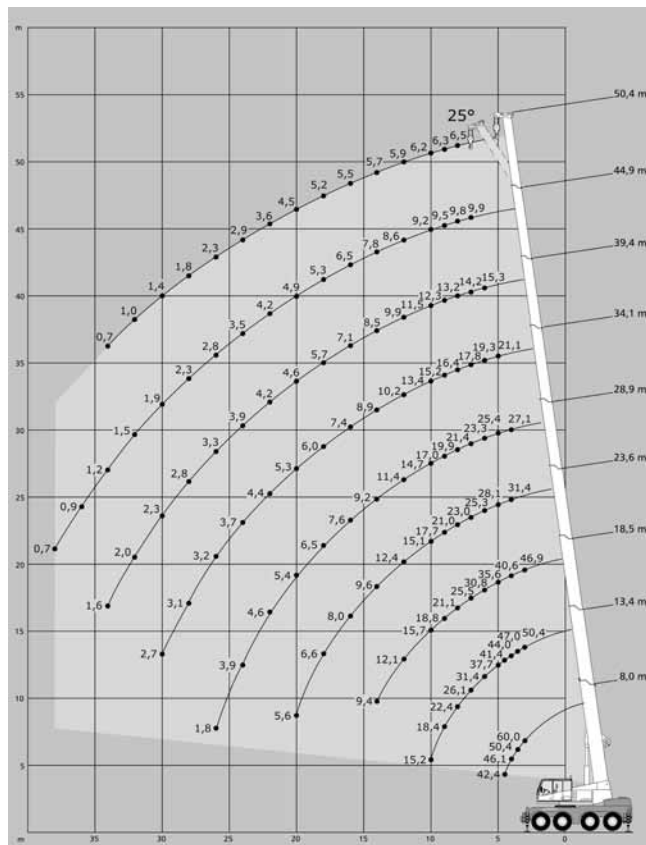 m
55
50
45
40
35
30
25
20
15
10
5
m
35
30
25
20
15
10
5
0
25°
50,4 m
44,9 m
39,4 m
34,1 m
28,9 m
23,6 m
18,5 m
13,4 m
8,0 m
0,7 1,0 1,4 1,8 2,3 2,9 3,6 4,5 5,2 5,5 5,7 5,9 6,2 6,3 6,5
0,7 0,9 1,2 1,5 1,9 2,3 2,8 3,5 4,2 4,9 5,3 6,5 7,8 8,6 9,2 9,5 9,8 9,9
1,6 2,0 2,3 2,8 3,3 3,9 4,2 4,6 5,7 7,1 8,5 9,9 11,5 12,3 13,2 14,2 15,3
2,7 3,1 3,2 3,7 4,4 5,3 6,0 7,4 8,9 10,2 13,4 15,2 16,4 17,8 19,3 21,1
1,8 3,9 4,6 5,4 6,5 7,6 9,2 11,4 14,7 17,0 19,9 21,4 23,3 25,4 27,1
5,6 6,6 8,0 9,6 12,4 15,1 17,7 21,0 23,0 25,3 28,1 31,4
9,4 12,1 15,7 18,8 21,1 25,5 30,8 35,6 40,6 46,9
15,2 18,4 22,4 26,1 31,4 37,7 41,4 44,0 47,0 50,4
42,4 46,1 50,4 60,0